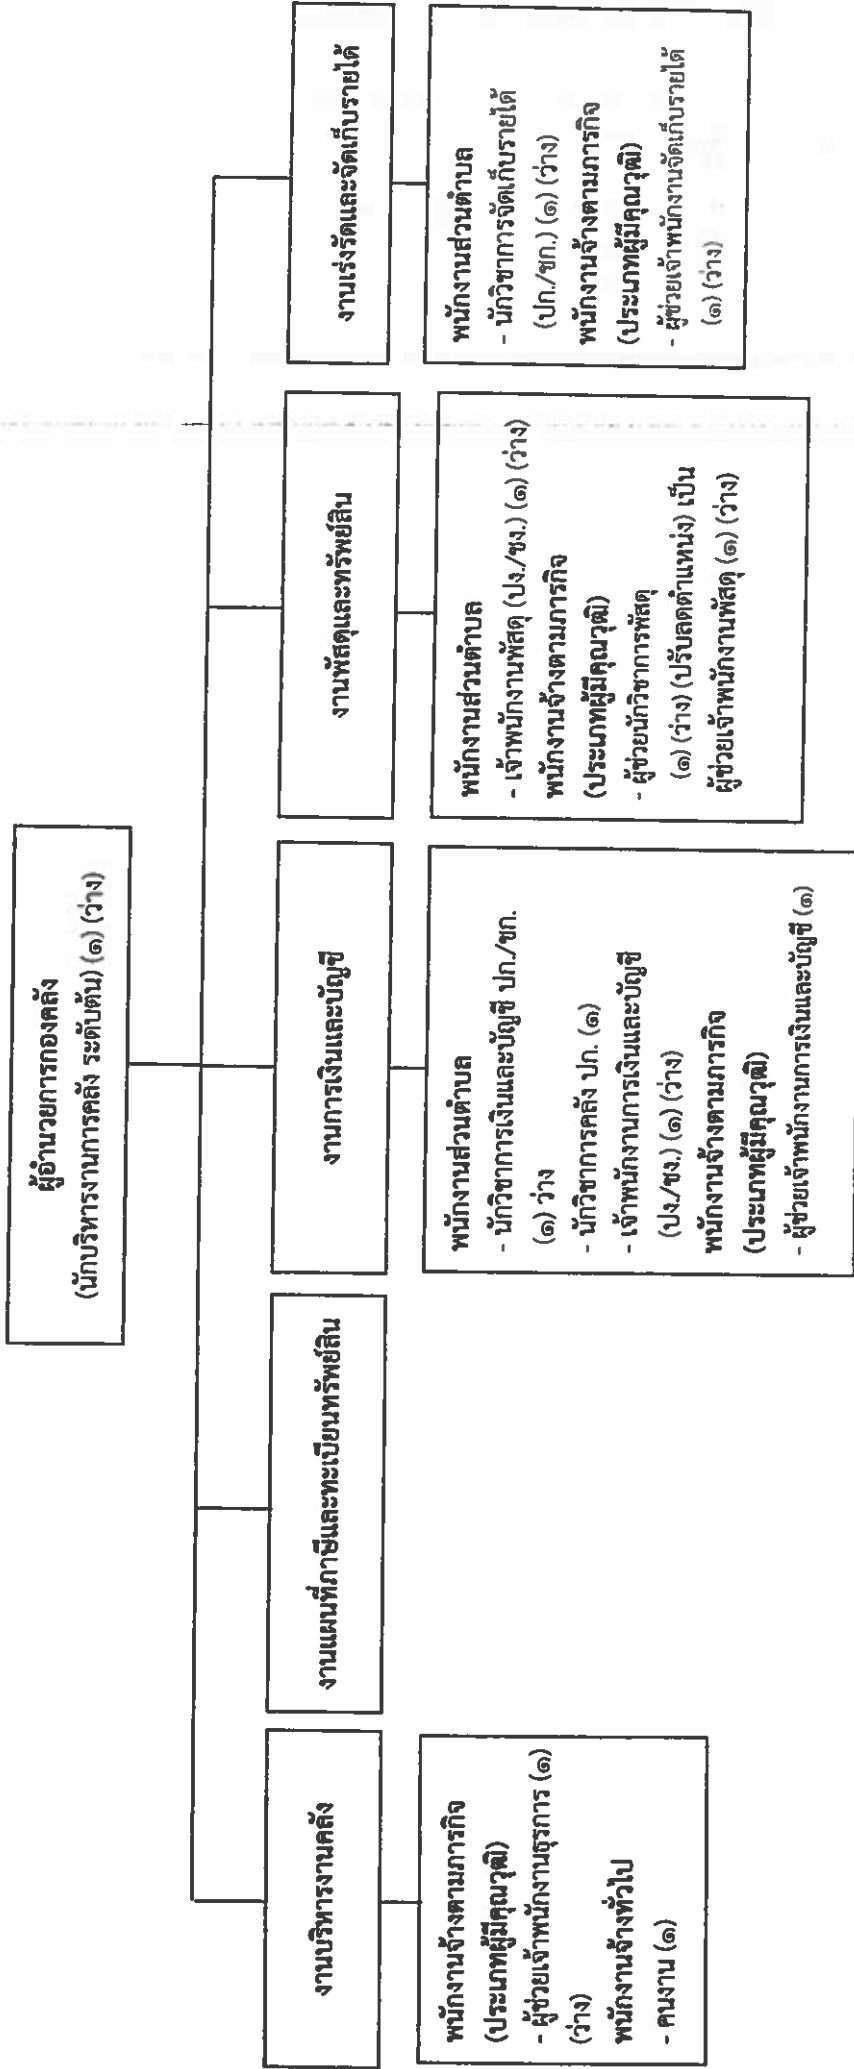 ผู้อำนวยการกองคลัง
(นักบริหารงานการคลัง ระดับต้น) (๑) (ว่าง)
งานบริหารงานคลัง
งานแผนที่ภาษีและทะเบียนทรัพย์สิน
งานการเงินและบัญชี
งานพัสดุและทรัพย์สิน
งานเร่งรัดและจัดเก็บรายได้
พนักงานจ้างตามภารกิจ
(ประเภทผู้มีคุณวุฒิ)
- ผู้ช่วยเจ้าพนักงานธุรการ (๑)
(ว่าง)
พนักงานจ้างทั่วไป
- คนงาน (๑)
พนักงานส่วนตำบล
- นักวิชาการเงินและบัญชี ปก./ชก.
(๑) ว่าง
- นักวิชาการคลัง ปก. (๑)
- เจ้าพนักงานการเงินและบัญชี
(ปง./ชง.) (๑) (ว่าง)
พนักงานจ้างตามภารกิจ
(ประเภทผู้มีคุณวุฒิ)
- ผู้ช่วยเจ้าพนักงานการเงินและบัญชี (๑)
พนักงานส่วนตำบล
- เจ้าพนักงานพัสดุ (ปง./ชง.) (๑) (ว่าง)
พนักงานจ้างตามภารกิจ
(ประเภทผู้มีคุณวุฒิ)
- ผู้ช่วยนักวิชาการพัสดุ
(๑) (ว่าง) (ปรับลดตำแหน่ง) เป็น
ผู้ช่วยเจ้าพนักงานพัสดุ (๑) (ว่าง)
พนักงานส่วนตำบล
- นักวิชาการจัดเก็บรายได้
(ปก./ชก.) (๑) (ว่าง)
พนักงานจ้างตามภารกิจ
(ประเภทผู้มีคุณวุฒิ)
- ผู้ช่วยเจ้าพนักงานจัดเก็บรายได้
(๑) (ว่าง)